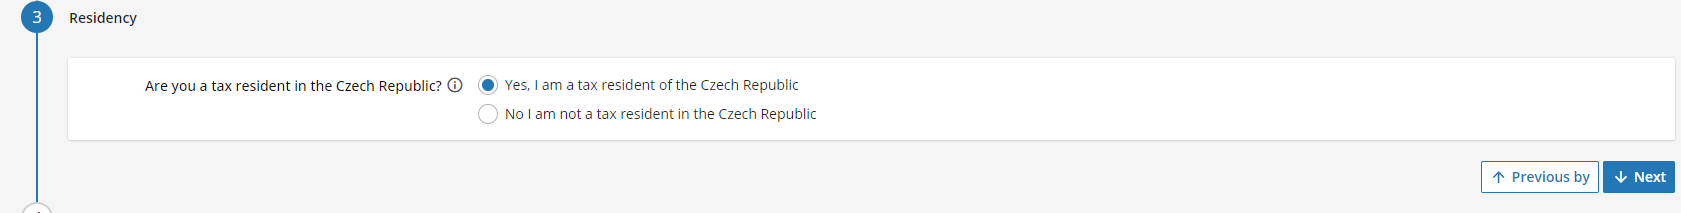 3 Residency
Are you a tax resident in the Czech Republic?
Yes, I am a tax resident of the Czech Republic
No I am not a tax resident in the Czech Republic
Previous by Next